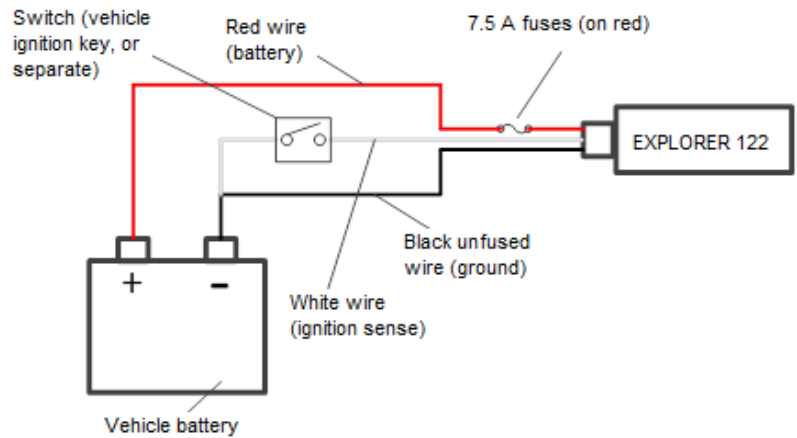 Switch (vehicle
ignition key, or
separate)
Red wire
(battery)
7.5 A fuses (on red)
EXPLORER 122
Black unfused
wire (ground)
+
-
White wire
(ignition sense)
Vehicle battery